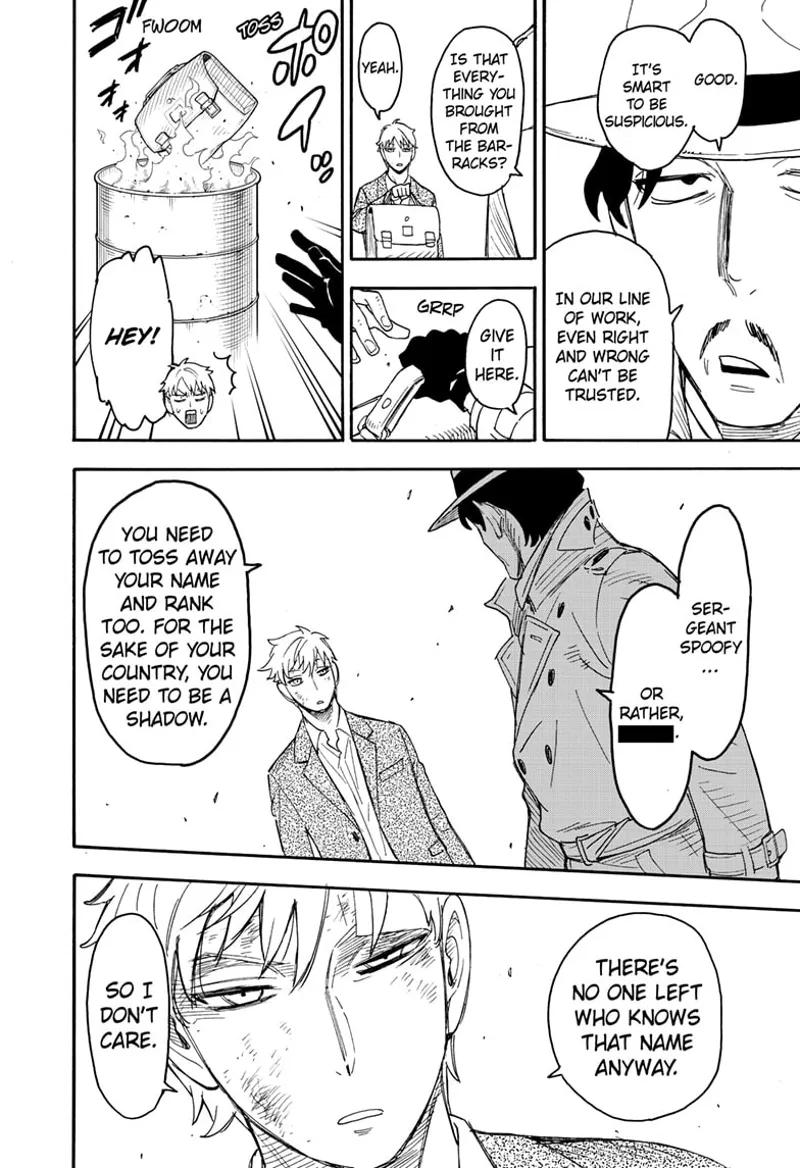 GOOD.
IT'S
SMART
TO BE
SUSPICIOUS.
IN OUR LINE
OF WORK,
EVEN RIGHT
AND WRONG
CAN'T BE
TRUSTED.
IS THAT
EVERY-
THING YOU
BROUGHT
FROM
THE BAR-
RACKS?
YEAH.
GRRP
GIVE
IT
HERE.
TOSS
ポイッ
FWOOM
HEY!
SER-
GEANT
SPOOFY
...
OR
RATHER,
.
YOU NEED
TO TOSS AWAY
YOUR NAME
AND RANK
TOO. FOR THE
SAKE OF YOUR
COUNTRY, YOU
NEED TO BE A
SHADOW.
THERE'S
NO ONE LEFT
WHO KNOWS
THAT NAME
ANYWAY.
SO I
DON'T
CARE.